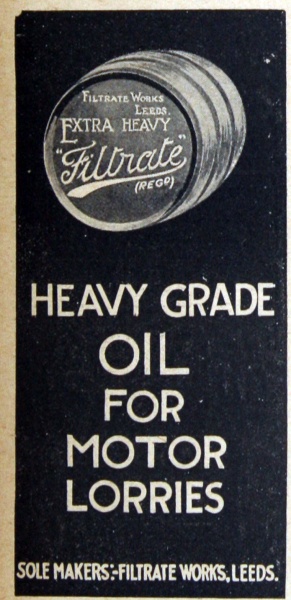 FILTRATE WORKS
LEEDS.
EXTRA HEAVY
"Filtrate"
(REGD)
HEAVY GRADE
OIL
FOR
MOTOR
LORRIES
SOLE MAKERS:-FILTRATE WORKS, LEEDS.